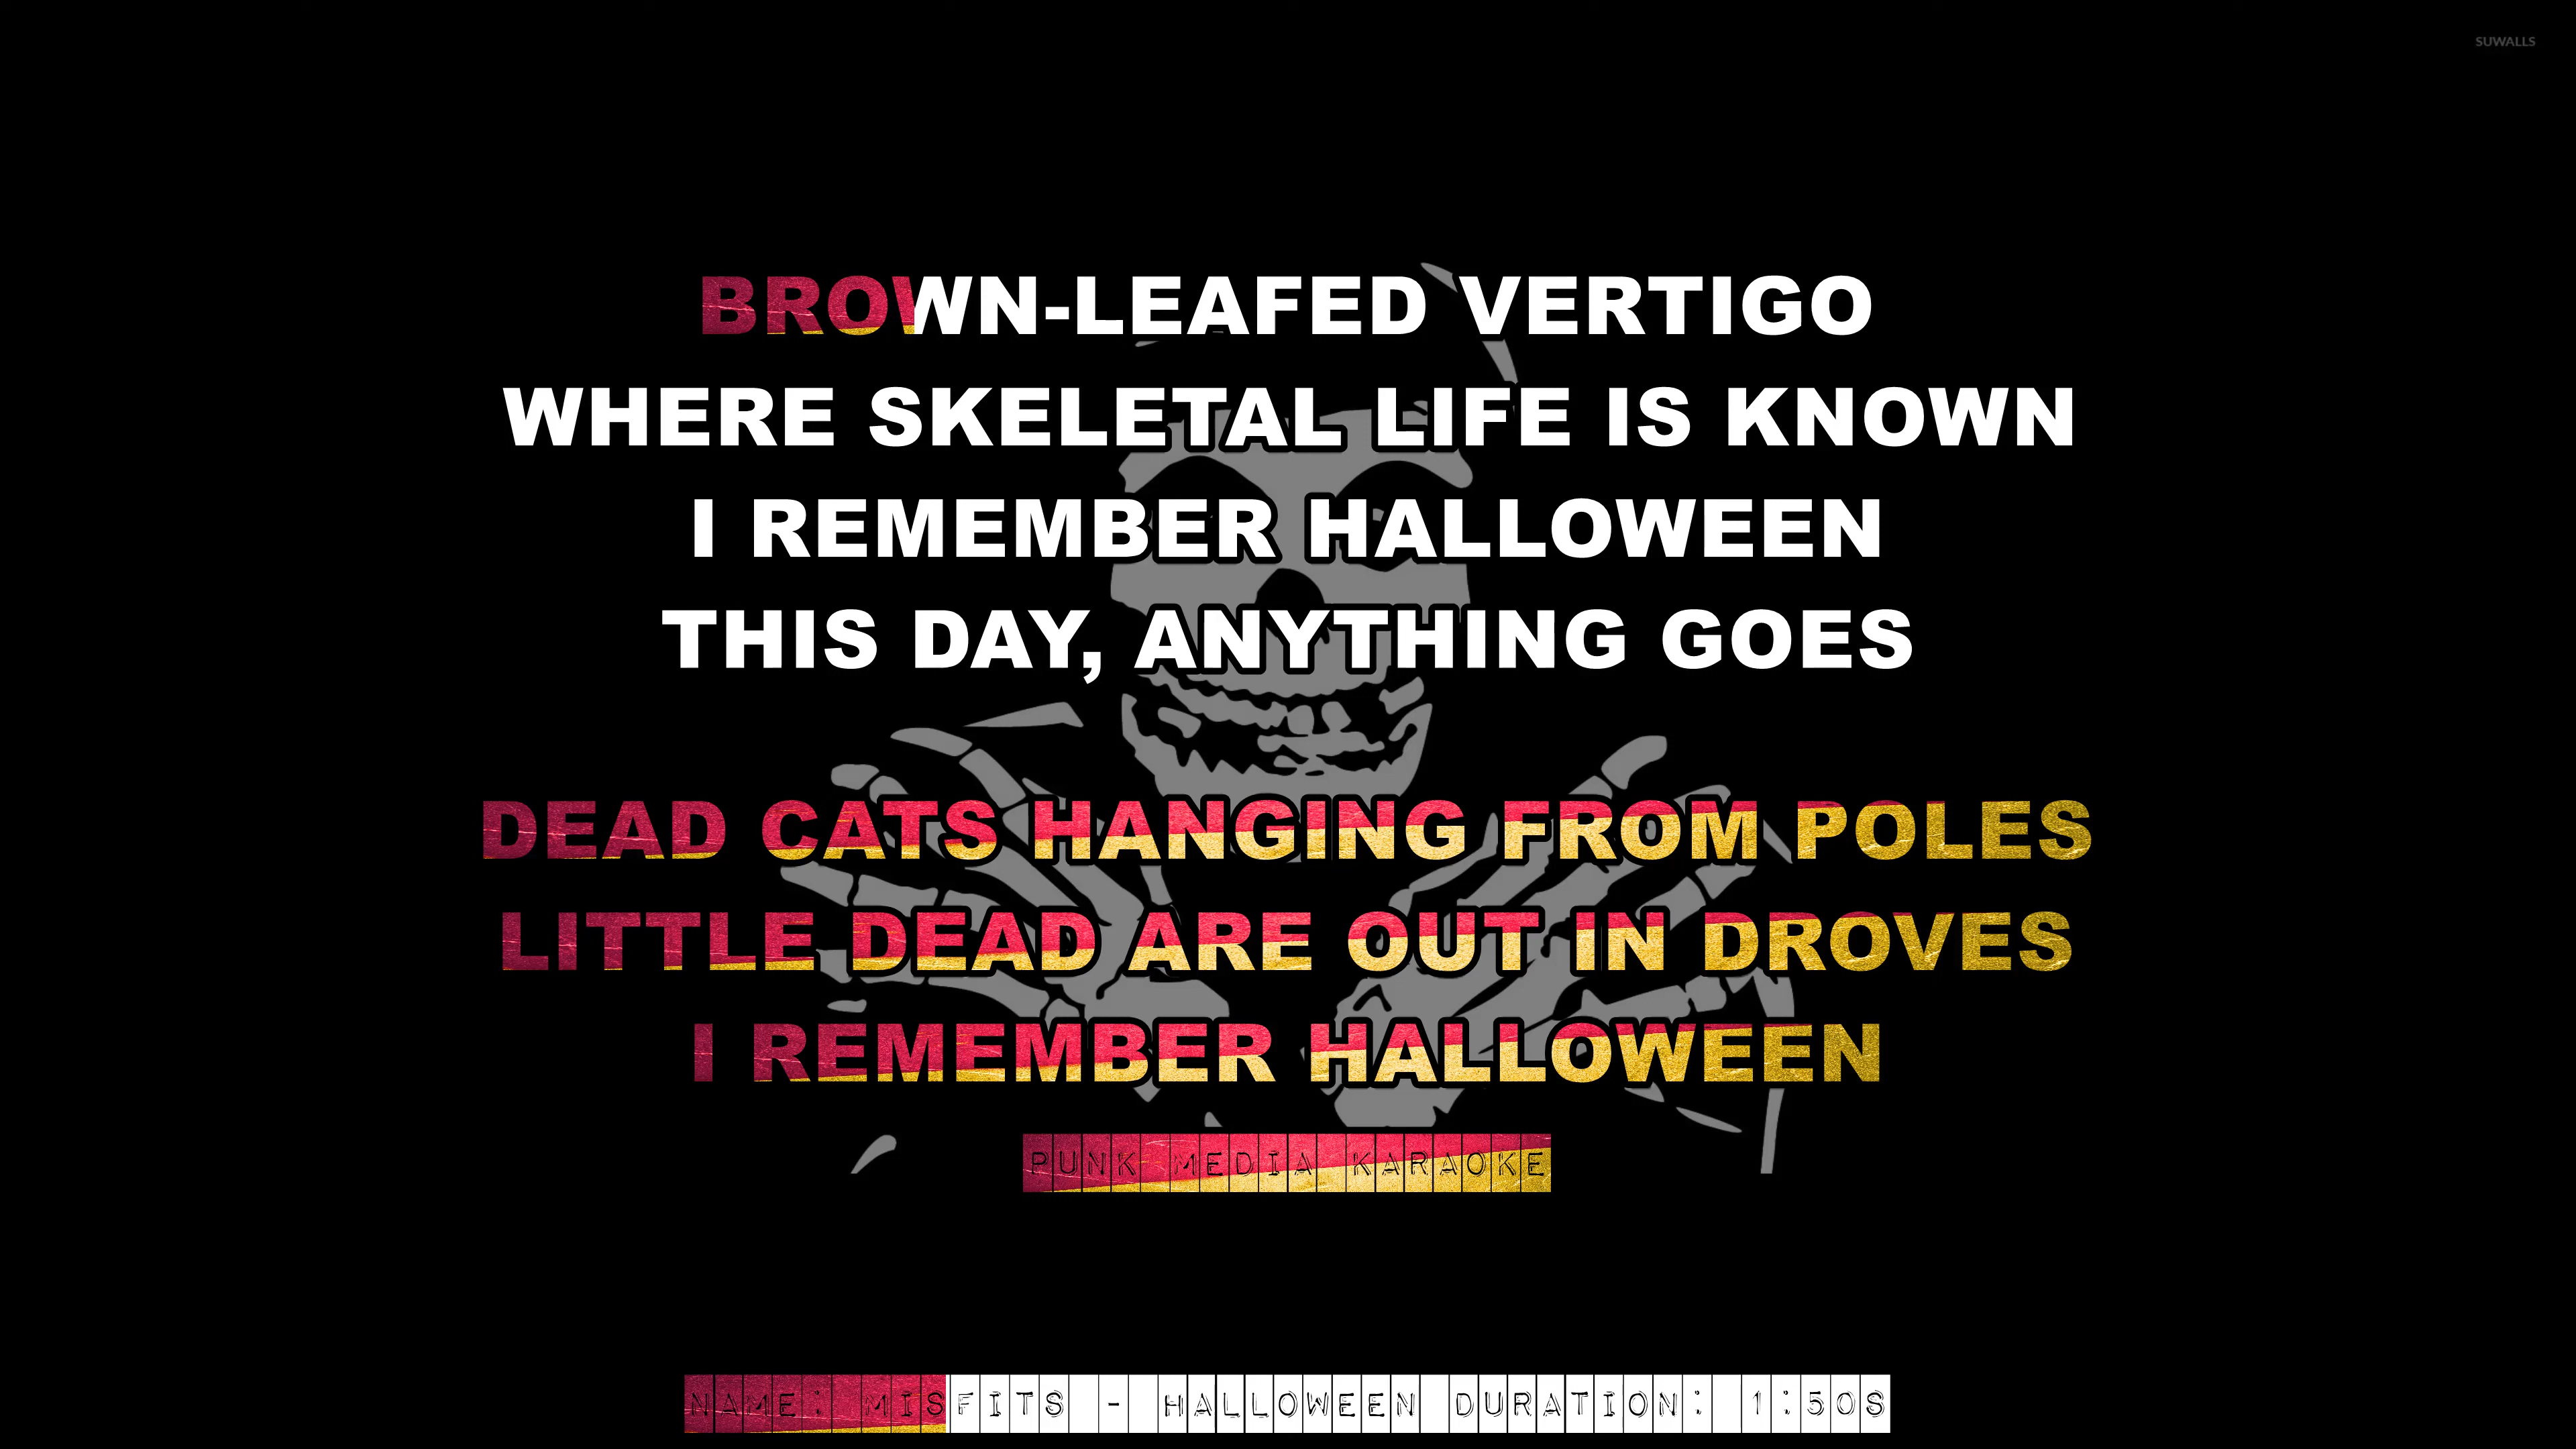 SUWALLS
BROWN-LEAFED VERTIGO
WHERE SKELETAL LIFE IS KNOWN
I REMEMBER HALLOWEEN
THIS DAY, ANYTHING GOES
DEAD CATS HANGING FROM POLES
LITTLE DEAD ARE OUT IN DROVES
I REMEMBER HALLOWEEN
PUNK MEDIA KARAOKE
NAME: MISFITS - HALLOWEEN DURATION: 1:50S